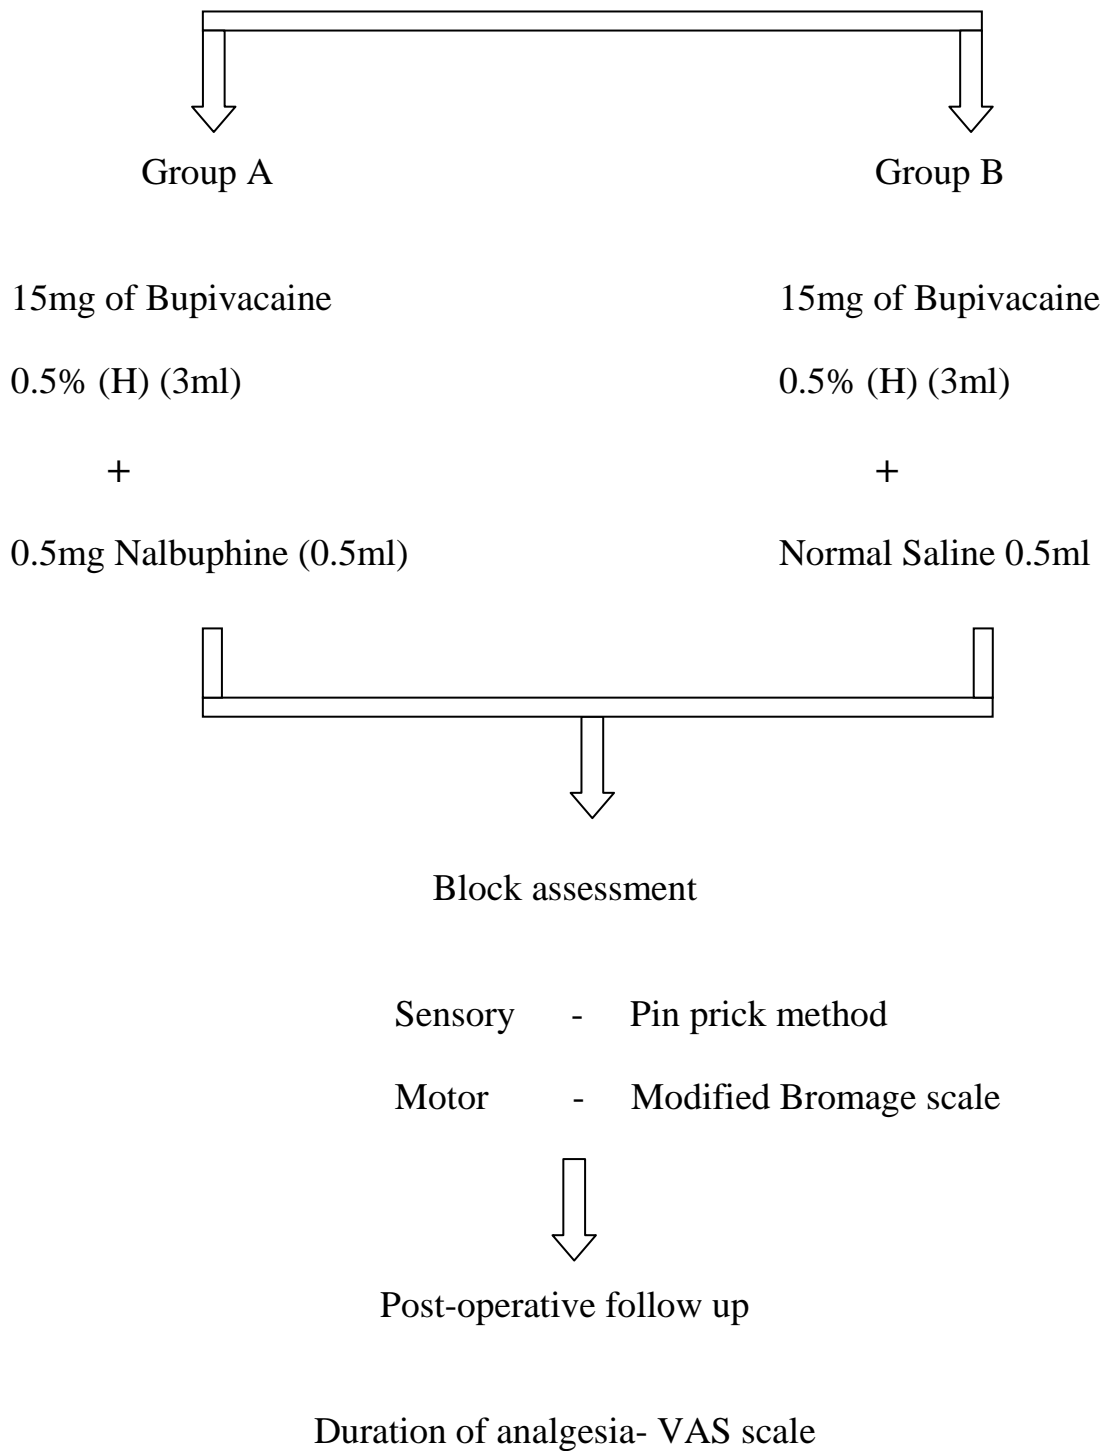 Group A
Group B
15mg of Bupivacaine
0.5% (H) (3ml)
+
0.5mg Nalbuphine (0.5ml)
15mg of Bupivacaine
0.5% (H) (3ml)
+
Normal Saline 0.5ml
Block assessment
Sensory - Pin prick method
Motor - Modified Bromage scale
Post-operative follow up
Duration of analgesia- VAS scale